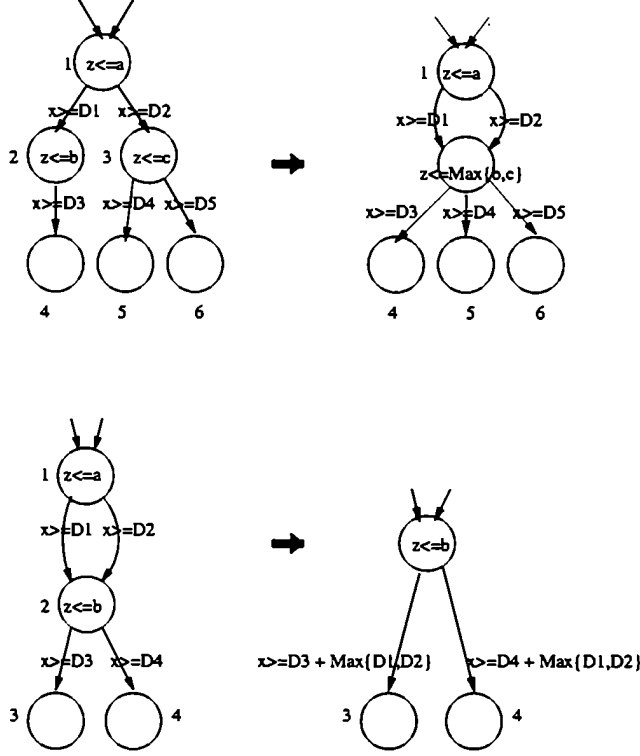 1 z<=a
x>=D1 x>=D2
2 z<=b 3 z<=c
x>=D3 x>=D4 x>=D5
4 5 6
1 z<=a
x>=D1 x>=D2
z<=Max{b,c}
x>=D3 x>=D4 x>=D5
4 5 6
1 z<=a
x>=D1 x>=D2
2 z<=b
x>=D3 x>=D4
3 4
z<=b
x>=D3 + Max{D1,D2} x>=D4 + Max{D1,D2}
3 4